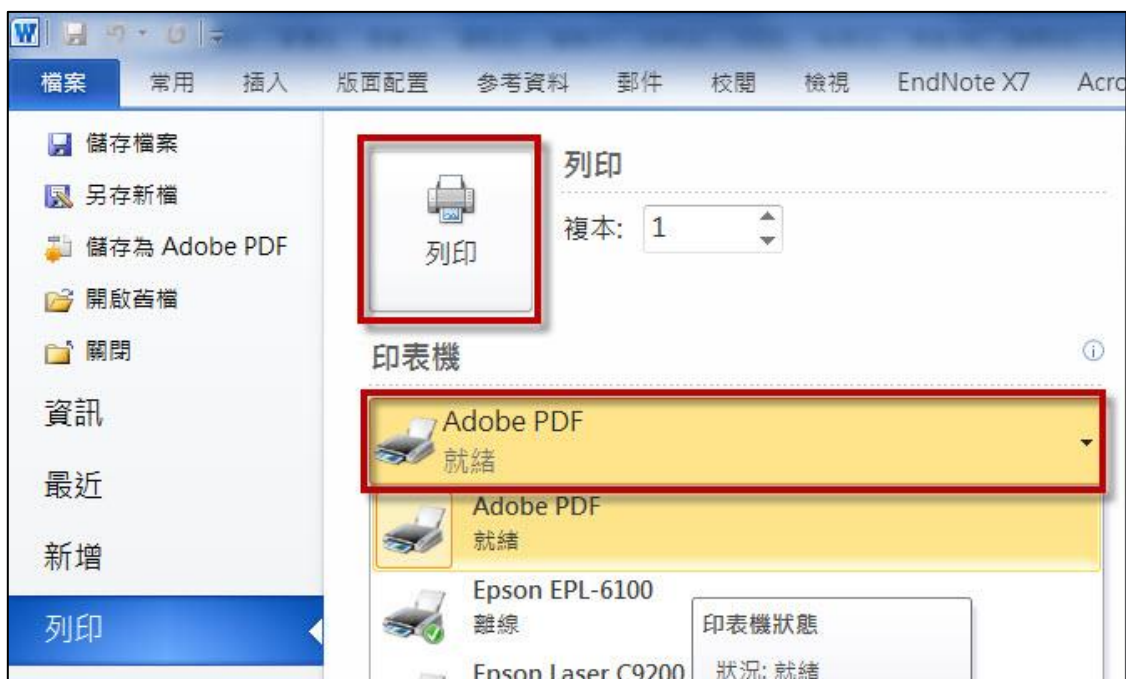 檔案 常用 插入 版面配置 參考資料 郵件 校閱 檢視 EndNote X7 Acro
儲存檔案
另存新檔
儲存為 Adobe PDF
開啟舊檔
關閉
資訊
最近
新增
列印
列印
列印
複本: 1
印表機
Adobe PDF
就緒
Adobe PDF
就緒
Epson EPL-6100
離線
Epson Laser C9200
印表機狀態
狀況: 就緒